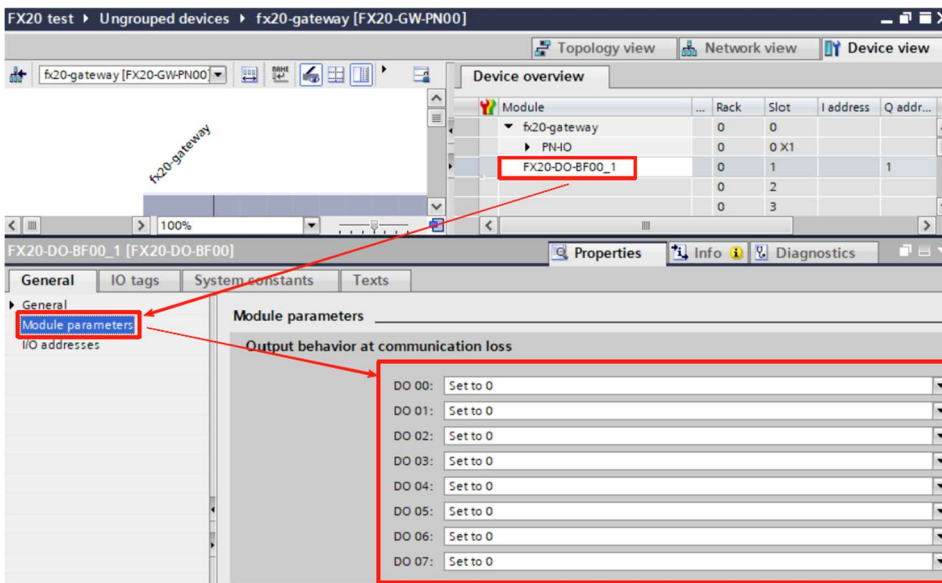 FX20 test ▸ Ungrouped devices ▸ fx20-gateway [FX20-GW-PN00]
Topology view Network view Device view
fx20-gateway [FX20-GW-PN00]
Device overview
Module ... Rack Slot I address Q addr...
fx20-gateway 0 0
PN-IO 0 0 X1
FX20-DO-BF00_1 0 1 1
0 2
0 3
fx20-gateway
100%
FX20-DO-BF00_1 [FX20-DO-BF00]
Properties Info Diagnostics
General IO tags System constants Texts
General
Module parameters
I/O addresses
Module parameters
Output behavior at communication loss
DO 00: Set to 0
DO 01: Set to 0
DO 02: Set to 0
DO 03: Set to 0
DO 04: Set to 0
DO 05: Set to 0
DO 06: Set to 0
DO 07: Set to 0